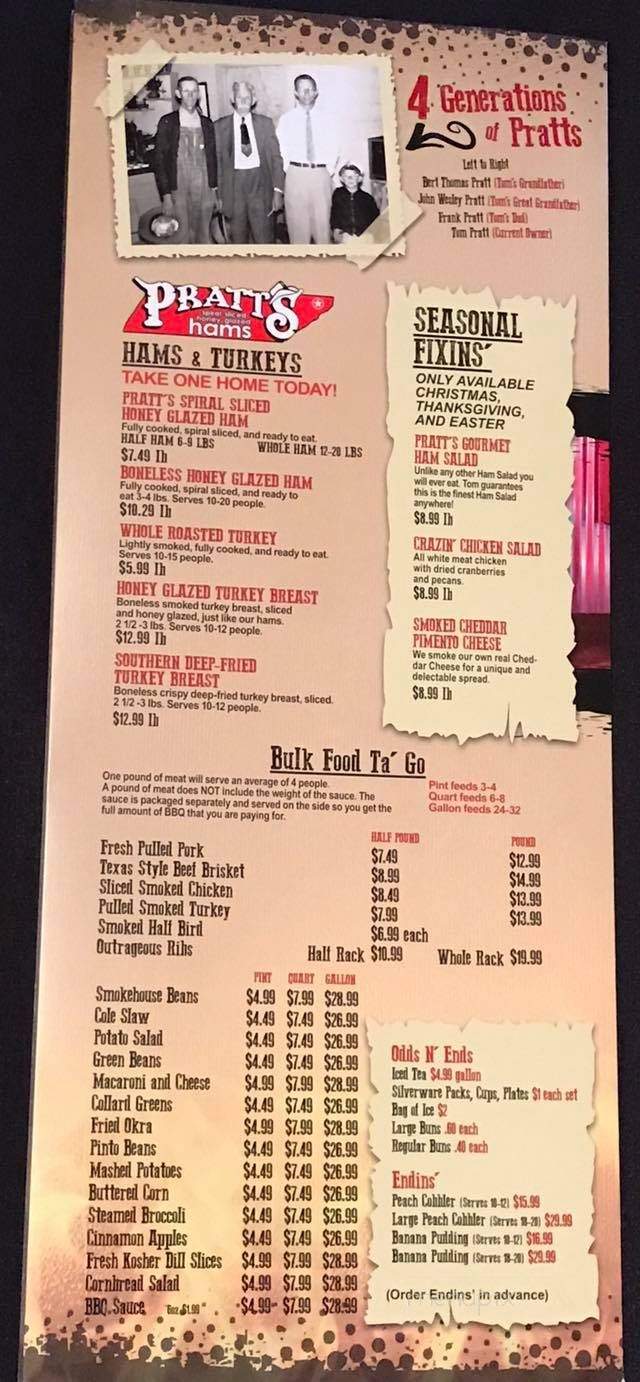 4 Generations
of Pratts
Left to Right
Bert Thomas Pratt (Tom's Grandfather)
John Wesley Pratt (Tom's Great Grandfather)
Frank Pratt (Tom's Dad)
Tom Pratt (Current Owner)
PRATT'S
spiral sliced
honey glazed
hams
HAMS & TURKEYS
TAKE ONE HOME TODAY!
PRATT'S SPIRAL SLICED
HONEY GLAZED HAM
Fully cooked, spiral sliced, and ready to eat.
HALF HAM 6-9 LBS WHOLE HAM 12-20 LBS
$7.49 lb
BONELESS HONEY GLAZED HAM
Fully cooked, spiral sliced, and ready to
eat 3-4 lbs. Serves 10-20 people.
$10.29 lb
WHOLE ROASTED TURKEY
Lightly smoked, fully cooked, and ready to eat.
Serves 10-15 people.
$5.99 lb
HONEY GLAZED TURKEY BREAST
Boneless smoked turkey breast, sliced
and honey glazed, just like our hams.
2 1/2 -3 lbs. Serves 10-12 people.
$12.99 lb
SOUTHERN DEEP-FRIED
TURKEY BREAST
Boneless crispy deep-fried turkey breast, sliced.
2 1/2 -3 lbs. Serves 10-12 people.
$12.99 lb
SEASONAL
FIXINS'
ONLY AVAILABLE
CHRISTMAS,
THANKSGIVING,
AND EASTER
PRATT'S GOURMET
HAM SALAD
Unlike any other Ham Salad you
will ever eat. Tom guarantees
this is the finest Ham Salad
anywhere!
$8.99 lb
CRAZIN' CHICKEN SALAD
All white meat chicken
with dried cranberries
and pecans.
$8.99 lb
SMOKED CHEDDAR
PIMENTO CHEESE
We smoke our own real Ched-
dar Cheese for a unique and
delectable spread.
$8.99 lb
Bulk Food Ta' Go
One pound of meat will serve an average of 4 people.
A pound of meat does NOT include the weight of the sauce. The
sauce is packaged separately and served on the side so you get the
full amount of BBQ that you are paying for.
Pint feeds 3-4
Quart feeds 6-8
Gallon feeds 24-32
HALF POUND POUND
Fresh Pulled Pork $7.49 $12.99
Texas Style Beef Brisket $8.99 $14.99
Sliced Smoked Chicken $8.49 $13.99
Pulled Smoked Turkey $7.99 $13.99
Smoked Half Bird $6.99 each
Outrageous Ribs Half Rack $10.99 Whole Rack $19.99
PINT QUART GALLON
Smokehouse Beans $4.99 $7.99 $28.99
Cole Slaw $4.49 $7.49 $26.99
Potato Salad $4.49 $7.49 $26.99
Green Beans $4.49 $7.49 $26.99
Macaroni and Cheese $4.99 $7.99 $28.99
Collard Greens $4.49 $7.49 $26.99
Fried Okra $4.99 $7.99 $28.99
Pinto Beans $4.49 $7.49 $26.99
Mashed Potatoes $4.49 $7.49 $26.99
Buttered Corn $4.49 $7.49 $26.99
Steamed Broccoli $4.49 $7.49 $26.99
Cinnamon Apples $4.49 $7.49 $26.99
Fresh Kosher Dill Slices $4.99 $7.99 $28.99
Cornbread Salad $4.99 $7.99 $28.99
BBQ Sauce 6oz $1.99 $4.99 $7.99 $28.99
Odds N' Ends
Iced Tea $4.99 gallon
Silverware Packs, Cups, Plates $1 each set
Bag of Ice $2
Large Buns .60 each
Regular Buns .40 each
Endins'
Peach Cobbler (Serves 10-12) $15.99
Large Peach Cobbler (Serves 18-20) $29.99
Banana Pudding (Serves 10-12) $16.99
Banana Pudding (Serves 18-20) $29.99
(Order Endins' in advance)